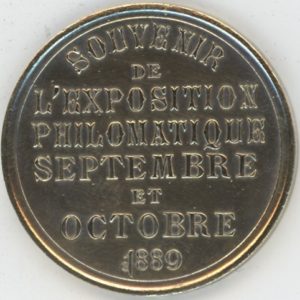 SOUVENIR
DE
L'EXPOSITION
PHILOMATIQUE
SEPTEMBRE
ET
OCTOBRE
1889